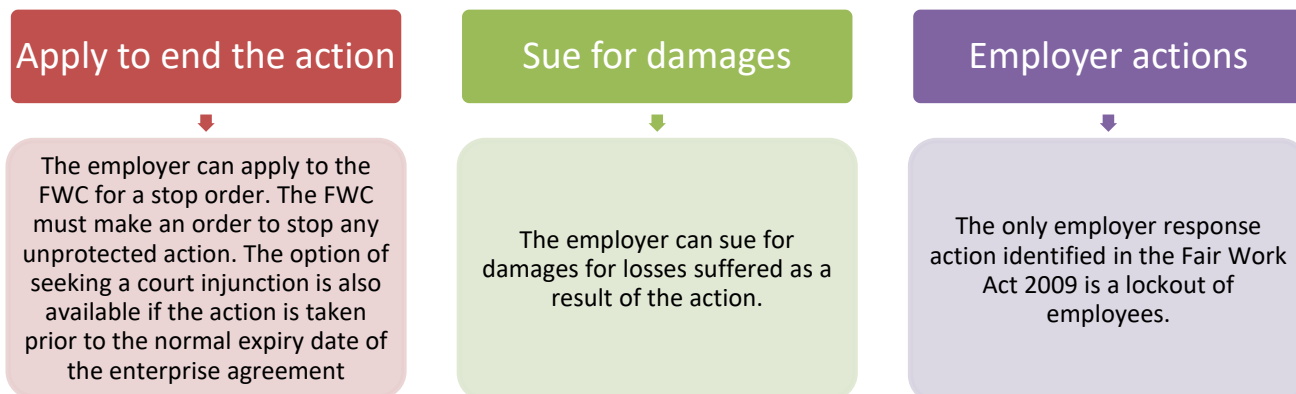 Apply to end the action
The employer can apply to the
FWC for a stop order. The FWC
must make an order to stop any
unprotected action. The option of
seeking a court injunction is also
available if the action is taken
prior to the normal expiry date of
the enterprise agreement
Sue for damages
The employer can sue for
damages for losses suffered as a
result of the action.
Employer actions
The only employer response
action identified in the Fair Work
Act 2009 is a lockout of
employees.